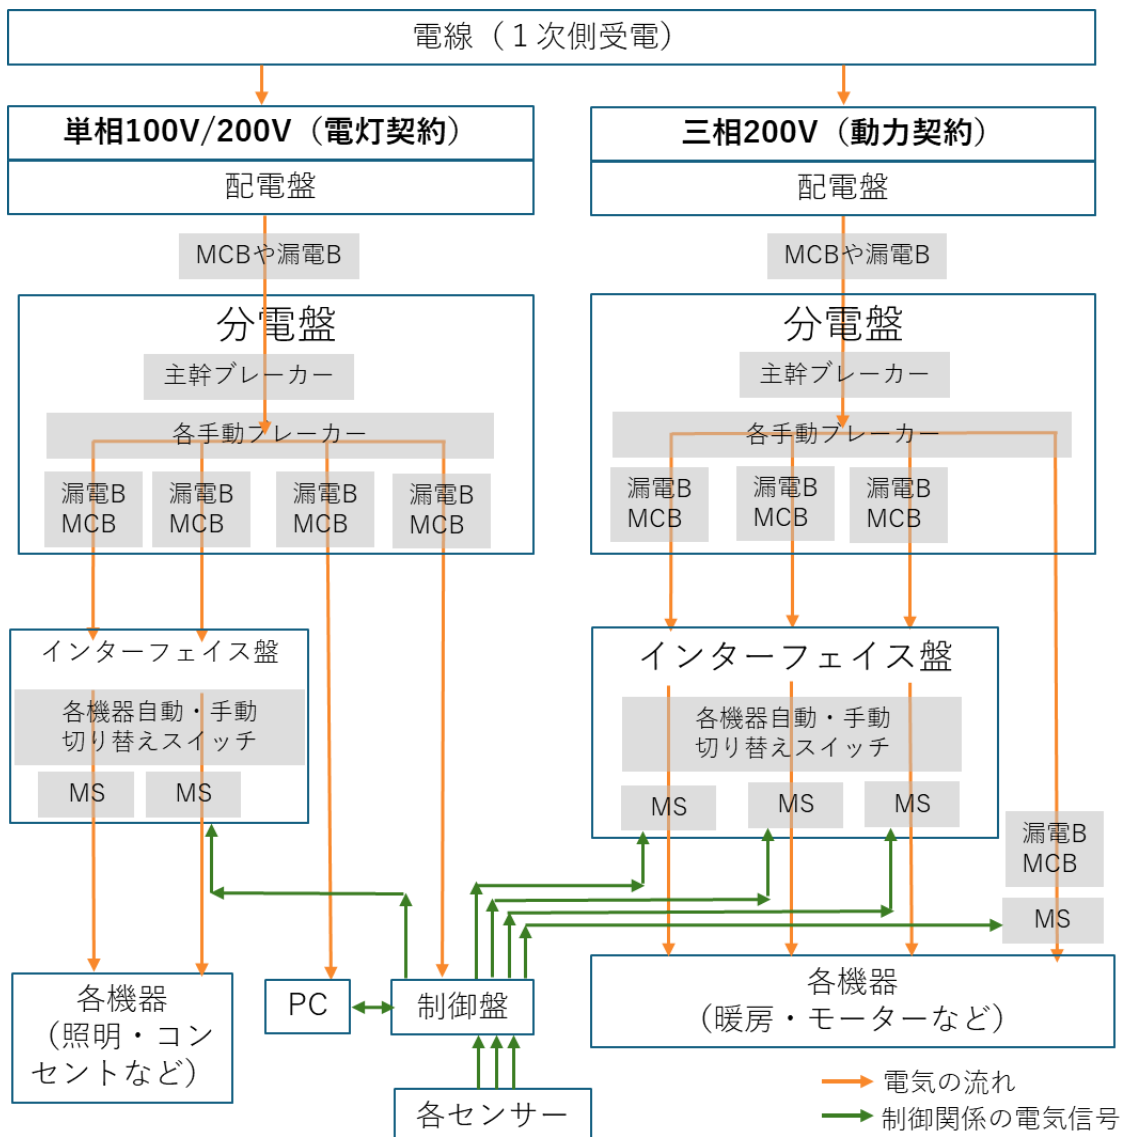 電線（１次側受電）
単相100V/200V（電灯契約）
配電盤
MCBや漏電B
分電盤
主幹ブレーカー
各手動ブレーカー
漏電B
MCB
漏電B
MCB
漏電B
MCB
漏電B
MCB
インターフェイス盤
各機器自動・手動
切り替えスイッチ
MS
MS
各機器
（照明・コン
セントなど）
PC
制御盤
各センサー
三相200V（動力契約）
配電盤
MCBや漏電B
分電盤
主幹ブレーカー
各手動ブレーカー
漏電B
MCB
漏電B
MCB
漏電B
MCB
インターフェイス盤
各機器自動・手動
切り替えスイッチ
MS
MS
MS
漏電B
MCB
MS
各機器
（暖房・モーターなど）
電気の流れ
制御関係の電気信号